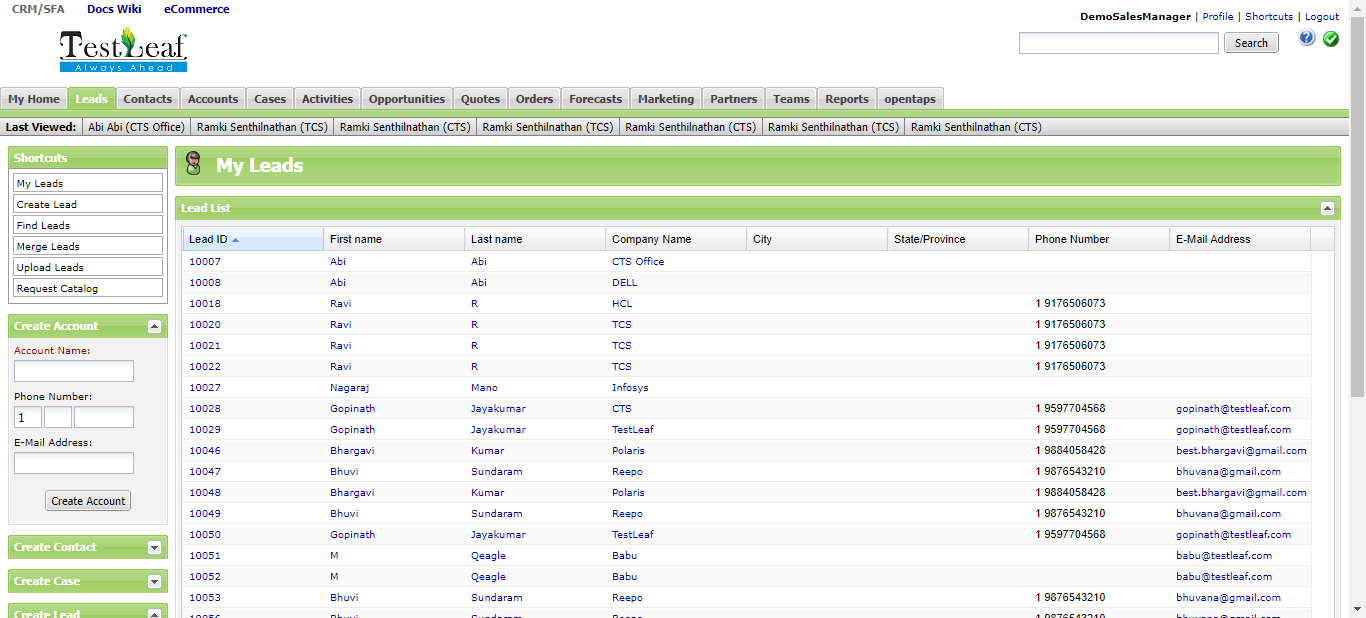 CRM/SFA Docs Wiki eCommerce
DemoSalesManager | Profile | Shortcuts | Logout
TestLeaf
Always Ahead
Search
My Home Leads Contacts Accounts Cases Activities Opportunities Quotes Orders Forecasts Marketing Partners Teams Reports opentaps
Last Viewed: Abi Abi (CTS Office) Ramki Senthilnathan (TCS) Ramki Senthilnathan (CTS) Ramki Senthilnathan (TCS) Ramki Senthilnathan (CTS) Ramki Senthilnathan (TCS) Ramki Senthilnathan (CTS)
Shortcuts
My Leads
Create Lead
Find Leads
Merge Leads
Upload Leads
Request Catalog
Create Account
Account Name:
Phone Number:
1
E-Mail Address:
Create Account
Create Contact
Create Case
Create Lead
My Leads
Lead List
Lead ID First name Last name Company Name City State/Province Phone Number E-Mail Address
10007 Abi Abi CTS Office
10008 Abi Abi DELL
10018 Ravi R HCL 1 9176506073
10020 Ravi R TCS 1 9176506073
10021 Ravi R TCS 1 9176506073
10022 Ravi R TCS 1 9176506073
10027 Nagaraj Mano Infosys
10028 Gopinath Jayakumar CTS 1 9597704568 gopinath@testleaf.com
10029 Gopinath Jayakumar TestLeaf 1 9597704568 gopinath@testleaf.com
10046 Bhargavi Kumar Polaris 1 9884058428 best.bhargavi@gmail.com
10047 Bhuvi Sundaram Reepo 1 9876543210 bhuvana@gmail.com
10048 Bhargavi Kumar Polaris 1 9884058428 best.bhargavi@gmail.com
10049 Bhuvi Sundaram Reepo 1 9876543210 bhuvana@gmail.com
10050 Gopinath Jayakumar TestLeaf 1 9597704568 gopinath@testleaf.com
10051 M Qeagle Babu babu@testleaf.com
10052 M Qeagle Babu babu@testleaf.com
10053 Bhuvi Sundaram Reepo 1 9876543210 bhuvana@gmail.com
Bhuvi Sundaram Reepo 1 9876543210 bhuvana@gmail.com